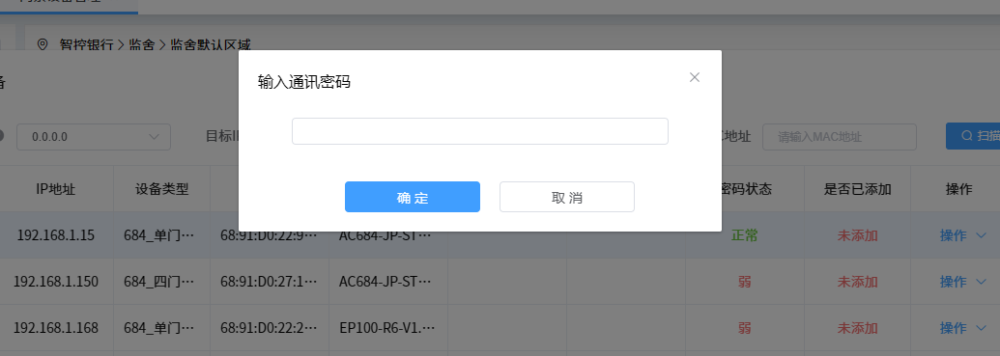 智控银行 > 监舍 > 监舍默认区域
输入通讯密码
0.0.0.0
目标I
地址
请输入MAC地址
扫描
确定
取消
IP地址 设备类型 密码状态 是否已添加 操作
192.168.1.15 684_单门… 68:91:D0:22:9… AC684-JP-ST… 正常 未添加 操作
192.168.1.150 684_四门… 68:91:D0:27:1… AC684-JP-ST… 弱 未添加 操作
192.168.1.168 684_单门… 68:91:D0:22:2… EP100-R6-V1.… 弱 未添加 操作